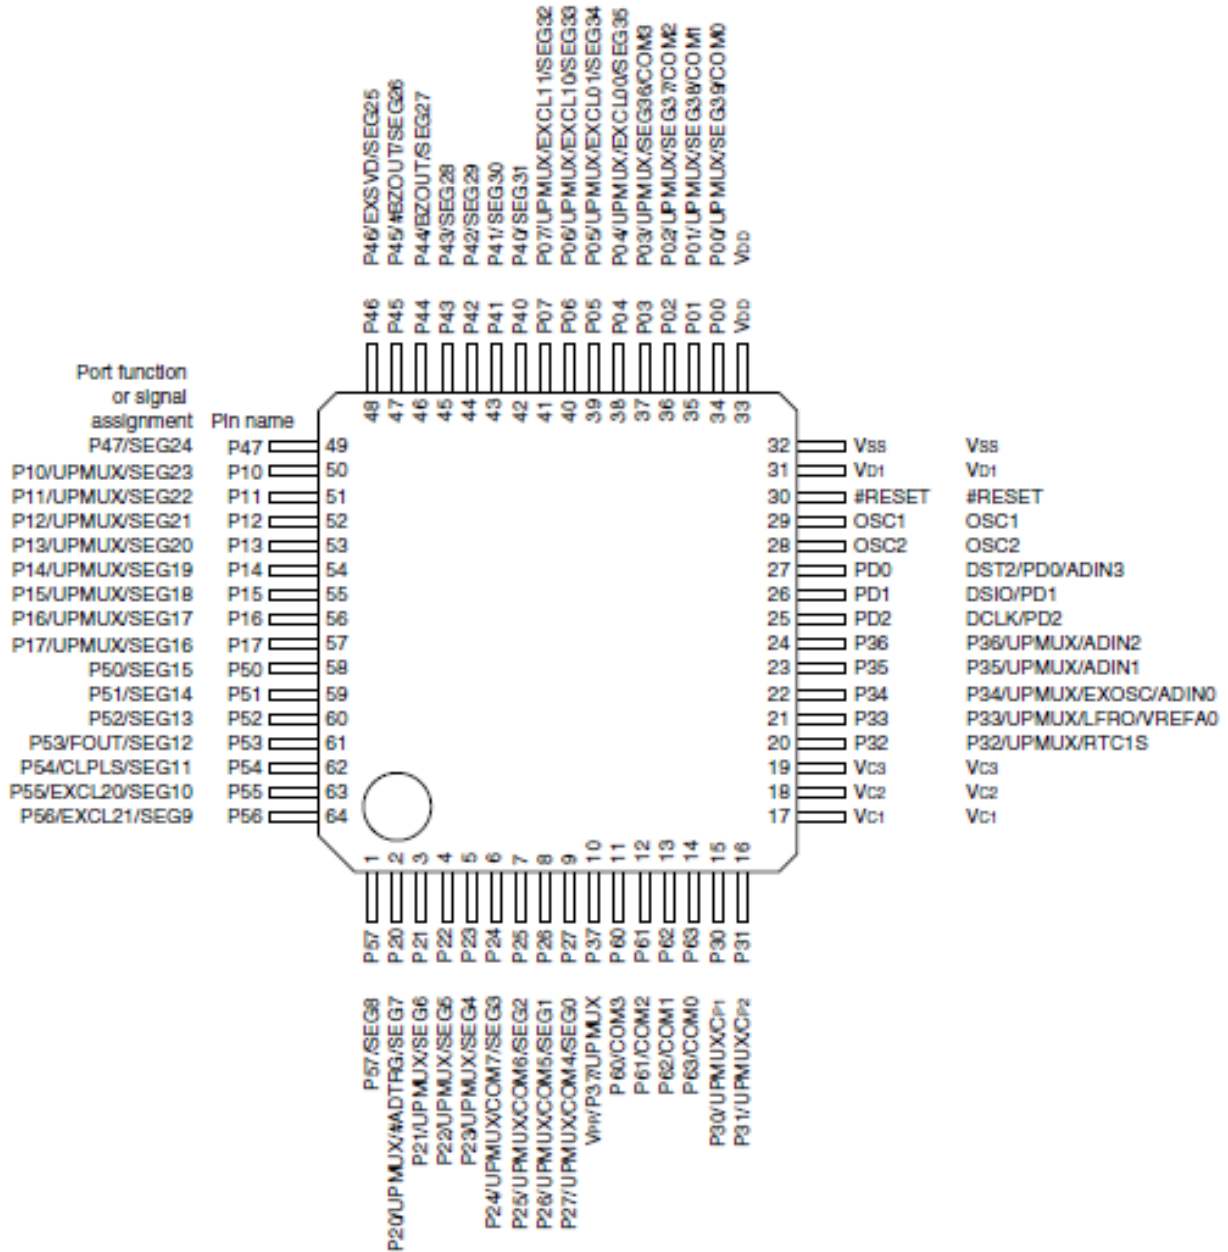 P46/EXSVD/SEG25
P45/#BZOUT/SEG26
P44/BZOUT/SEG27
P43/SEG28
P42/SEG29
P41/SEG30
P40/SEG31
P07/UPMUX/EXCL11/SEG32
P06/UPMUX/EXCL10/SEG33
P05/UPMUX/EXCL01/SEG34
P04/UPMUX/EXCL00/SEG35
P03/UPMUX/SEG36/COM3
P02/UPMUX/SEG37/COM2
P01/UPMUX/SEG38/COM1
P00/UPMUX/SEG39/COM0
VDD
P46 P45 P44 P43 P42 P41 P40 P07 P06 P05 P04 P03 P02 P01 P00 VDD
48 47 46 45 44 43 42 41 40 39 38 37 36 35 34 33
Port function
or signal
assignment Pin name
P47/SEG24 P47 49 32 VSS VSS
P10/UPMUX/SEG23 P10 50 31 VD1 VD1
P11/UPMUX/SEG22 P11 51 30 #RESET #RESET
P12/UPMUX/SEG21 P12 52 29 OSC1 OSC1
P13/UPMUX/SEG20 P13 53 28 OSC2 OSC2
P14/UPMUX/SEG19 P14 54 27 PD0 DST2/PD0/ADIN3
P15/UPMUX/SEG18 P15 55 26 PD1 DSIO/PD1
P16/UPMUX/SEG17 P16 56 25 PD2 DCLK/PD2
P17/UPMUX/SEG16 P17 57 24 P36 P36/UPMUX/ADIN2
P50/SEG15 P50 58 23 P35 P35/UPMUX/ADIN1
P51/SEG14 P51 59 22 P34 P34/UPMUX/EXOSC/ADIN0
P52/SEG13 P52 60 21 P33 P33/UPMUX/LFRO/VREFA0
P53/FOUT/SEG12 P53 61 20 P32 P32/UPMUX/RTC1S
P54/CLPLS/SEG11 P54 62 19 VC3 VC3
P55/EXCL20/SEG10 P55 63 18 VC2 VC2
P56/EXCL21/SEG9 P56 64 17 VC1 VC1
1 2 3 4 5 6 7 8 9 10 11 12 13 14 15 16
P57 P20 P21 P22 P23 P24 P25 P26 P27 P37 P60 P61 P62 P63 P30 P31
P57/SEG8
P20/UPMUX/#ADTRG/SEG7
P21/UPMUX/SEG6
P22/UPMUX/SEG5
P23/UPMUX/SEG4
P24/UPMUX/COM7/SEG3
P25/UPMUX/COM6/SEG2
P26/UPMUX/COM5/SEG1
P27/UPMUX/COM4/SEG0
VPP/P37/UPMUX
P60/COM3
P61/COM2
P62/COM1
P63/COM0
P30/UPMUX/CP1
P31/UPMUX/CP2